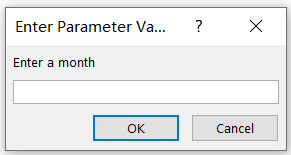 Enter Parameter Va... ?
Enter a month
OK Cancel